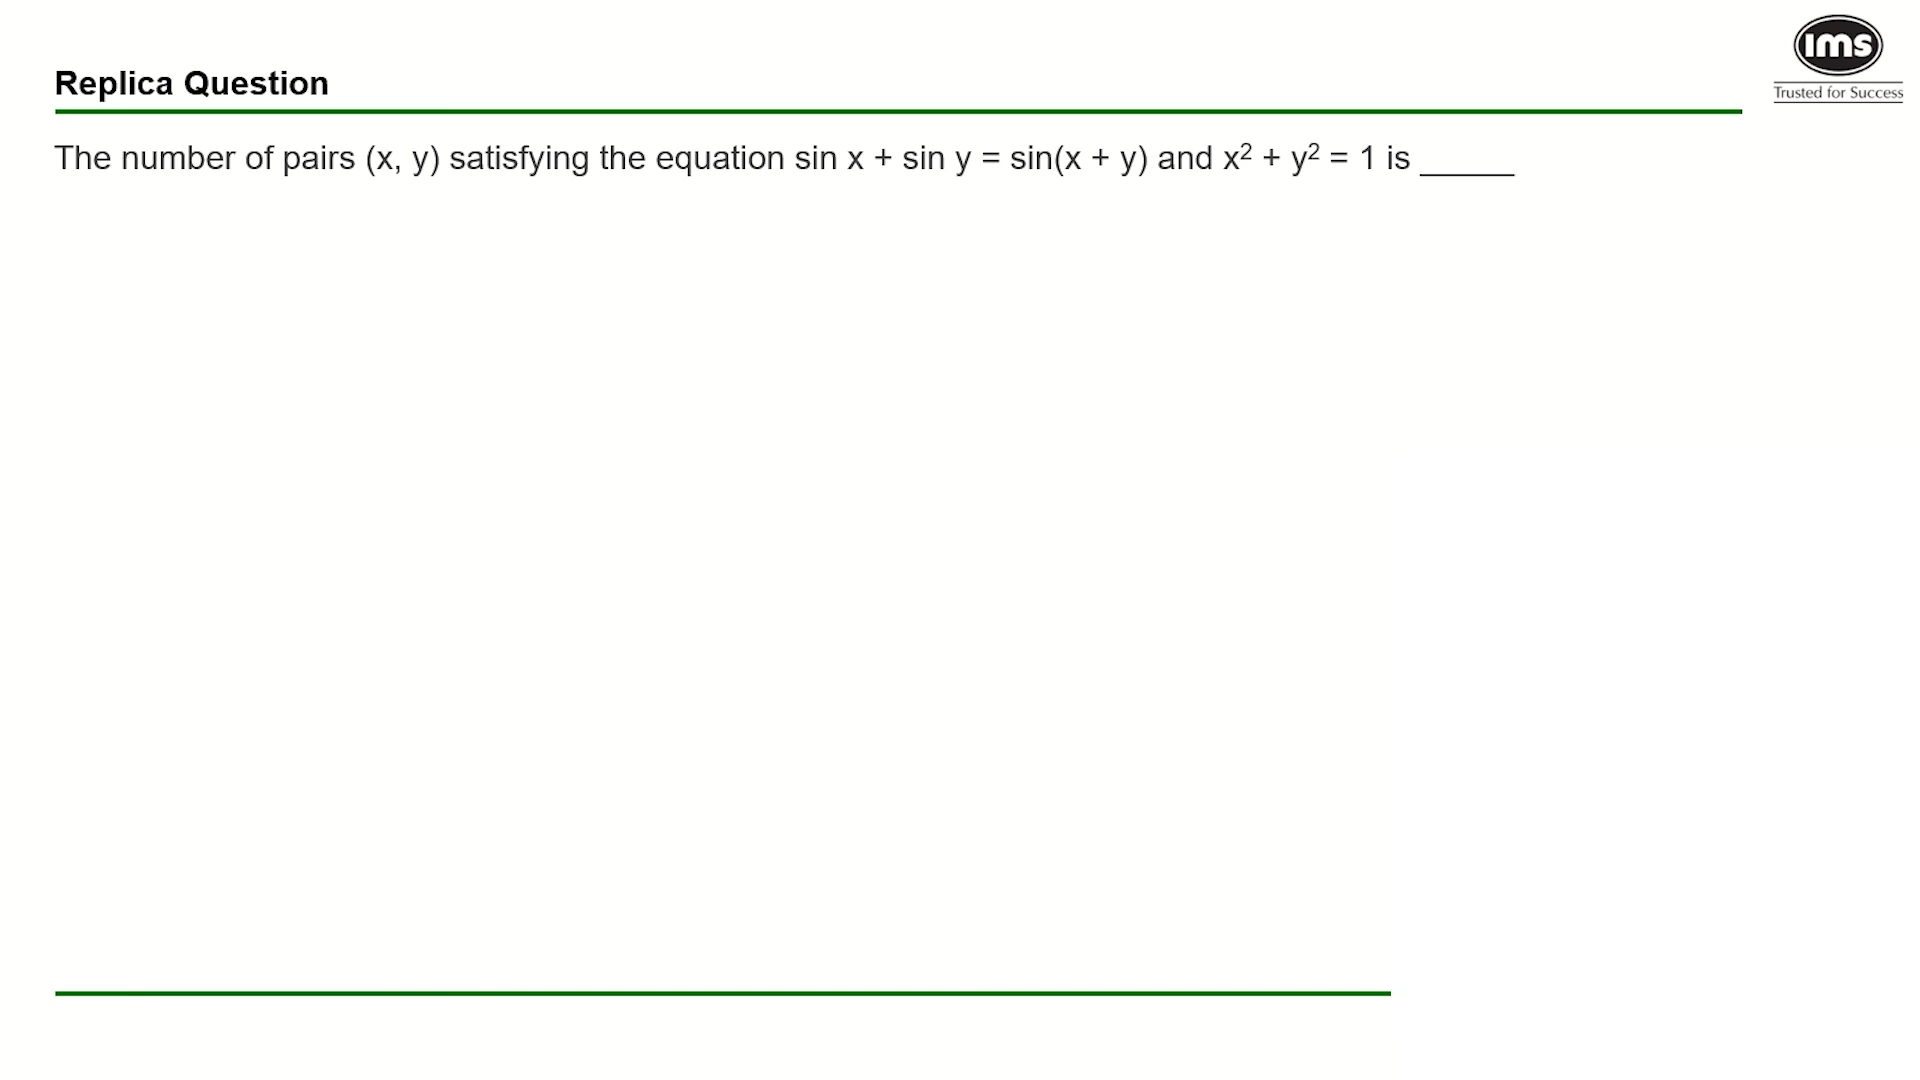 ims
Trusted for Success
Replica Question
The number of pairs (x, y) satisfying the equation sin x + sin y = sin(x + y) and x² + y² = 1 is _____